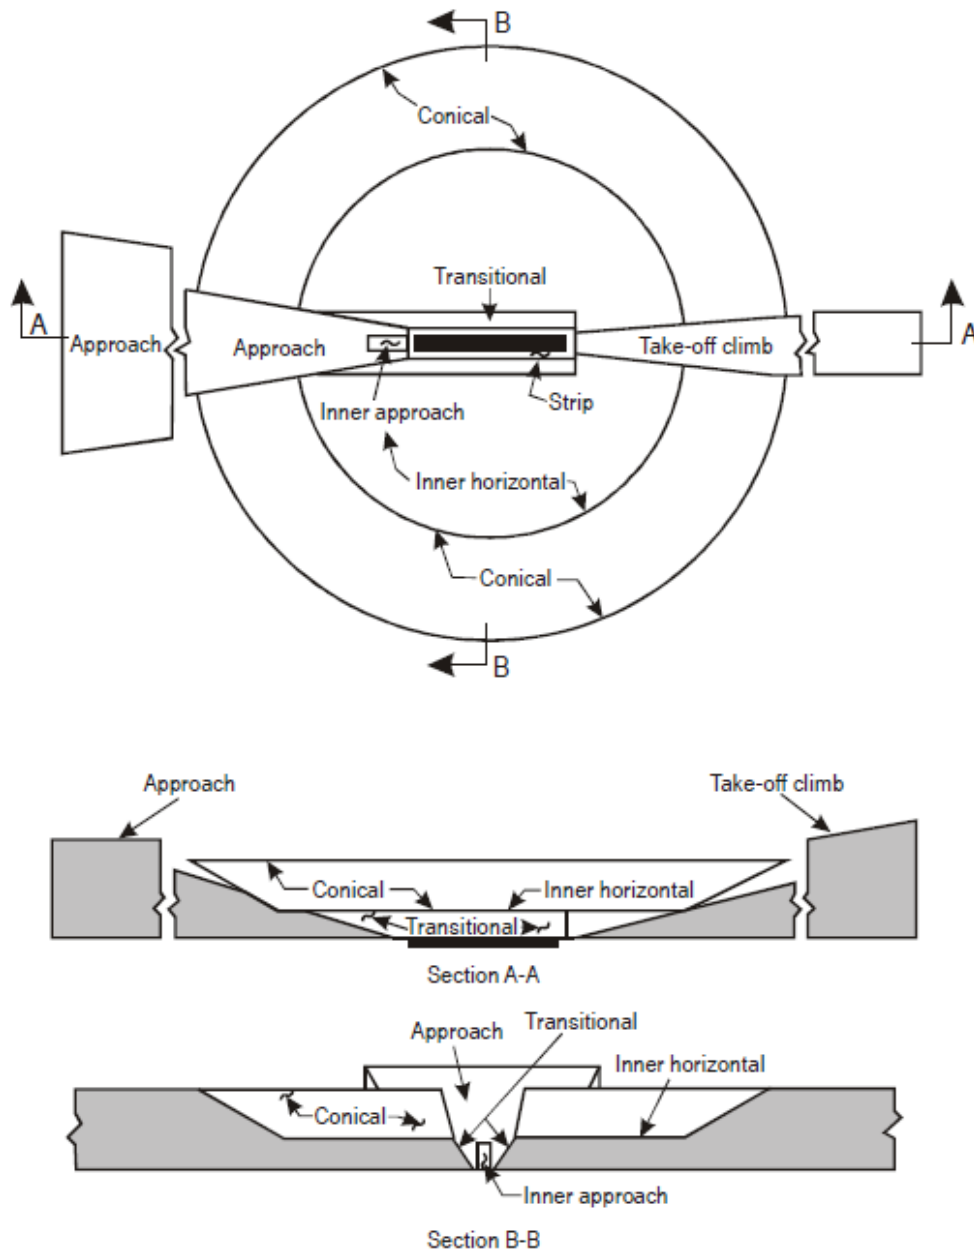 B
Conical
Transitional
A
Approach
Approach
Take-off climb
A
Inner approach
Strip
Inner horizontal
Conical
B
Approach
Take-off climb
Conical
Inner horizontal
Transitional
Section A-A
Approach
Transitional
Inner horizontal
Conical
Inner approach
Section B-B